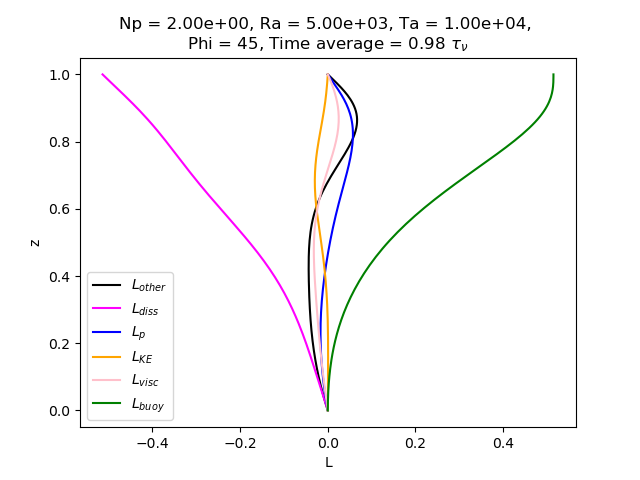 Np = 2.00e+00, Ra = 5.00e+03, Ta = 1.00e+04,
Phi = 45, Time average = 0.98 τ_ν
1.0
0.8
0.6
0.4
0.2
0.0
z
L_other
L_diss
L_p
L_KE
L_visc
L_buoy
−0.4
−0.2
0.0
0.2
0.4
L